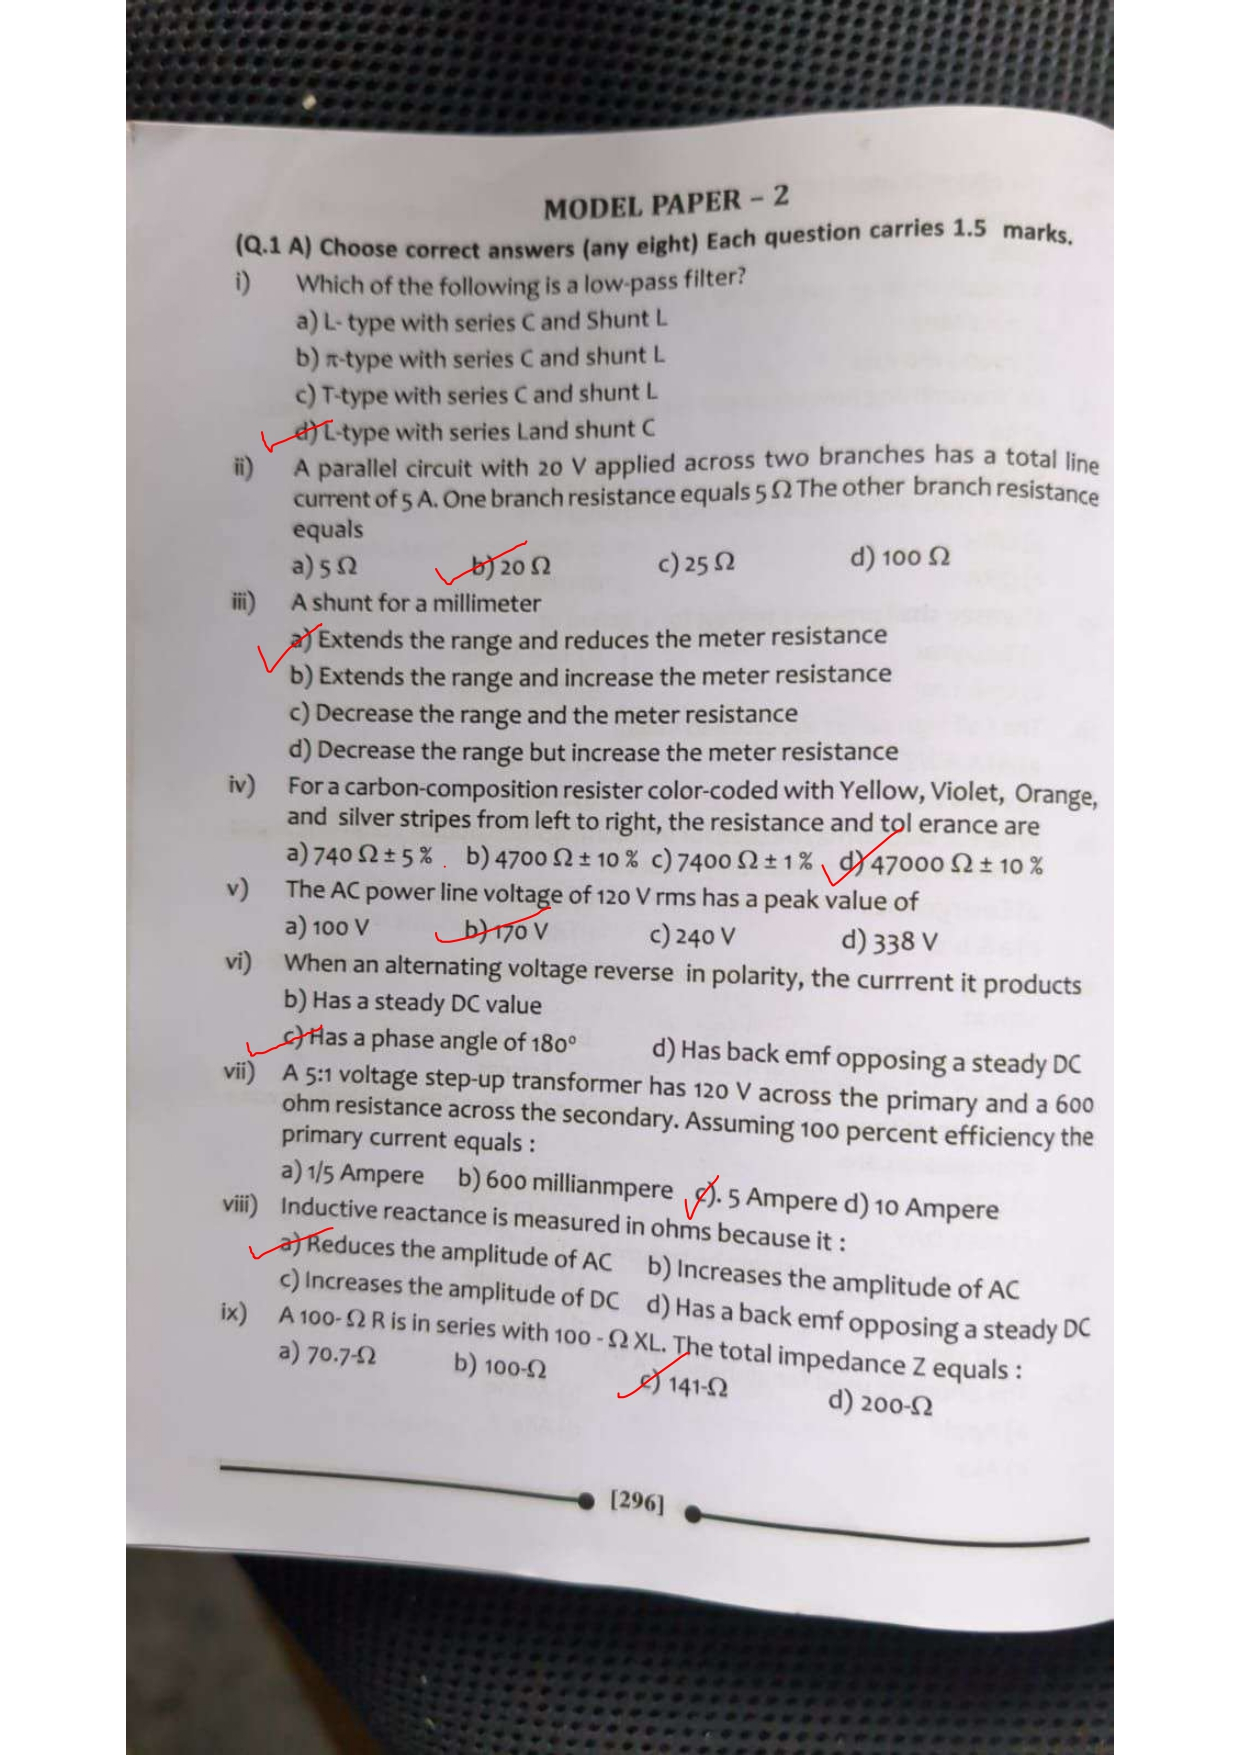 MODEL PAPER – 2
(Q.1 A) Choose correct answers (any eight) Each question carries 1.5 marks.
i) Which of the following is a low-pass filter?
a) L- type with series C and Shunt L
b) π-type with series C and shunt L
c) T-type with series C and shunt L
d) L-type with series Land shunt C
ii) A parallel circuit with 20 V applied across two branches has a total line
current of 5 A. One branch resistance equals 5 Ω The other branch resistance
equals
a) 5 Ω b) 20 Ω c) 25 Ω d) 100 Ω
iii) A shunt for a millimeter
a) Extends the range and reduces the meter resistance
b) Extends the range and increase the meter resistance
c) Decrease the range and the meter resistance
d) Decrease the range but increase the meter resistance
iv) For a carbon-composition resister color-coded with Yellow, Violet, Orange,
and silver stripes from left to right, the resistance and tol erance are
a) 740 Ω ± 5 % b) 4700 Ω ± 10 % c) 7400 Ω ± 1 % d) 47000 Ω ± 10 %
v) The AC power line voltage of 120 V rms has a peak value of
a) 100 V b) 170 V c) 240 V d) 338 V
vi) When an alternating voltage reverse in polarity, the currrent it products
b) Has a steady DC value
c) Has a phase angle of 180° d) Has back emf opposing a steady DC
vii) A 5:1 voltage step-up transformer has 120 V across the primary and a 600
ohm resistance across the secondary. Assuming 100 percent efficiency the
primary current equals :
a) 1/5 Ampere b) 600 millianmpere c). 5 Ampere d) 10 Ampere
viii) Inductive reactance is measured in ohms because it :
a) Reduces the amplitude of AC b) Increases the amplitude of AC
c) Increases the amplitude of DC d) Has a back emf opposing a steady DC
ix) A 100- Ω R is in series with 100 - Ω XL. The total impedance Z equals :
a) 70.7-Ω b) 100-Ω c) 141-Ω d) 200-Ω
[296]